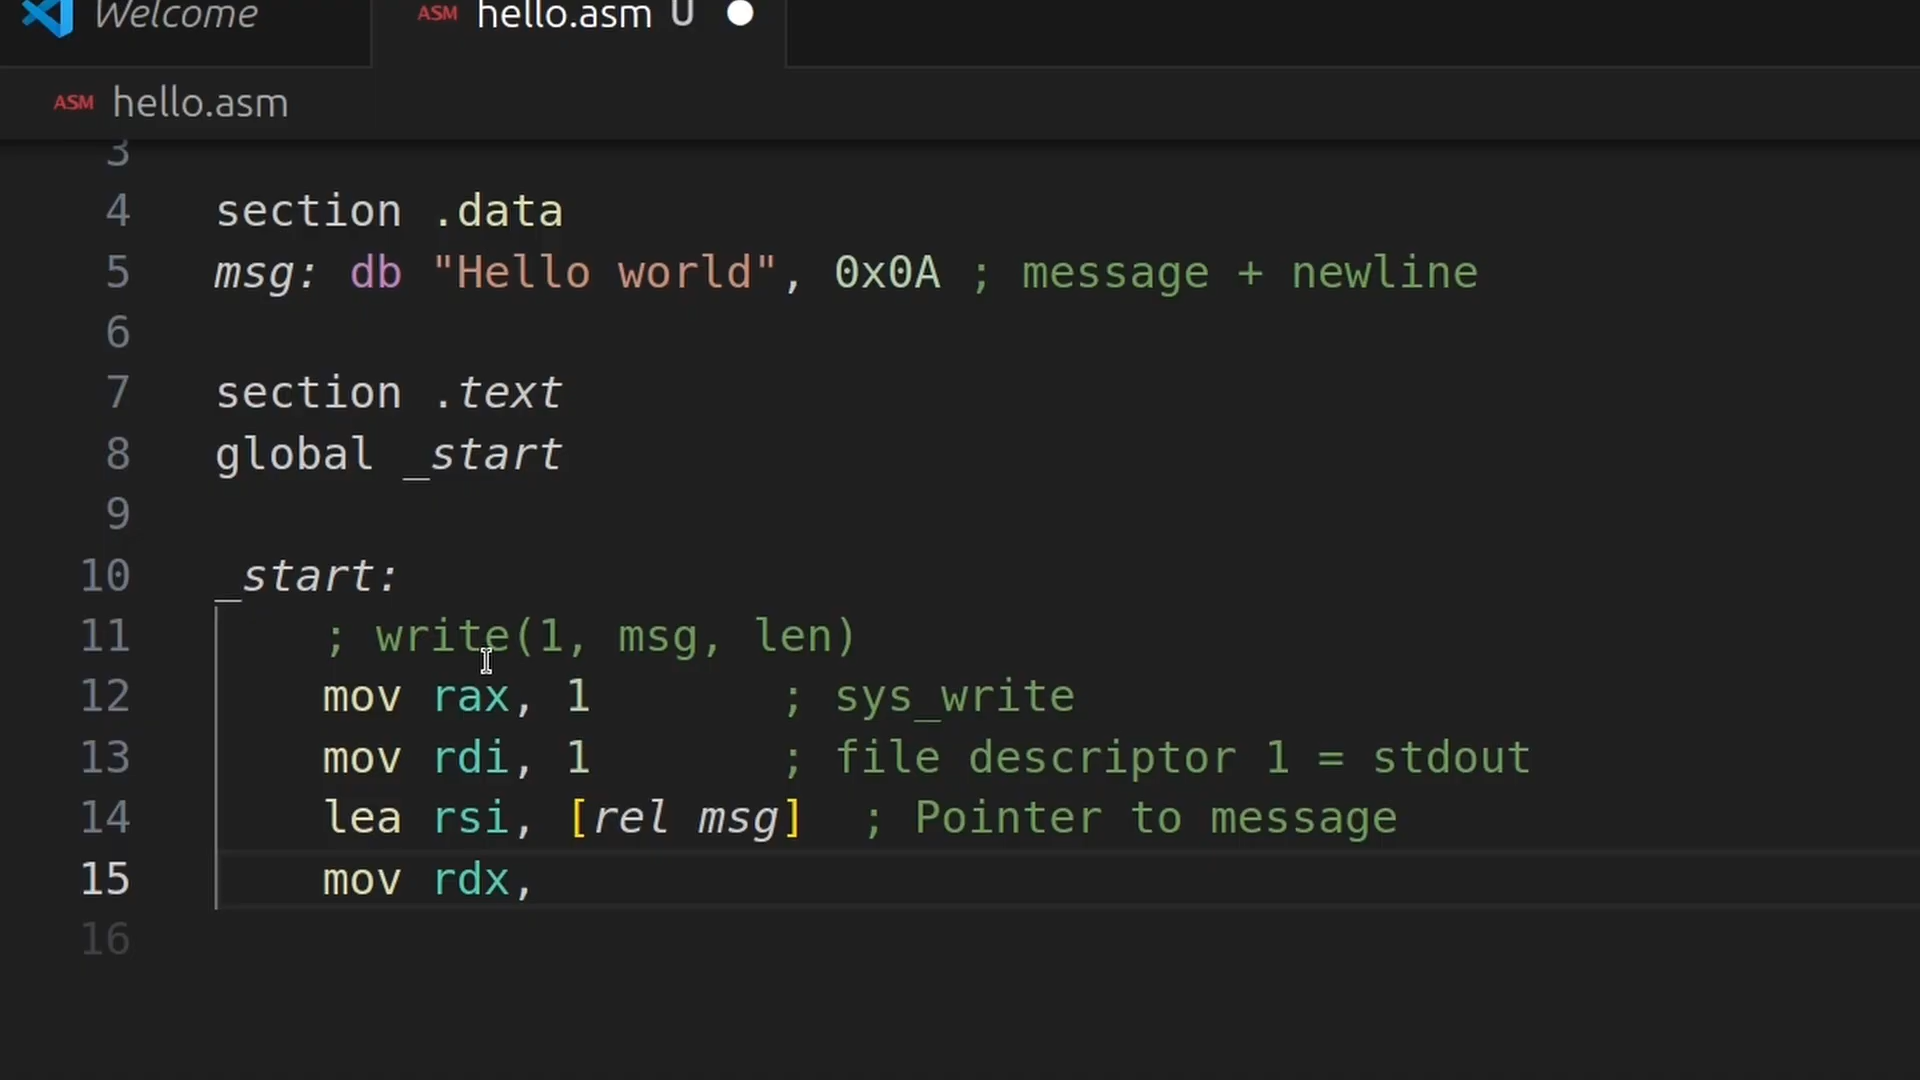 Welcome
ASM hello.asm U
ASM hello.asm
3
4 section .data
5 msg: db "Hello world", 0x0A ; message + newline
6
7 section .text
8 global _start
9
10 _start:
11 ; write(1, msg, len)
12 mov rax, 1 ; sys_write
13 mov rdi, 1 ; file descriptor 1 = stdout
14 lea rsi, [rel msg] ; Pointer to message
15 mov rdx,
16